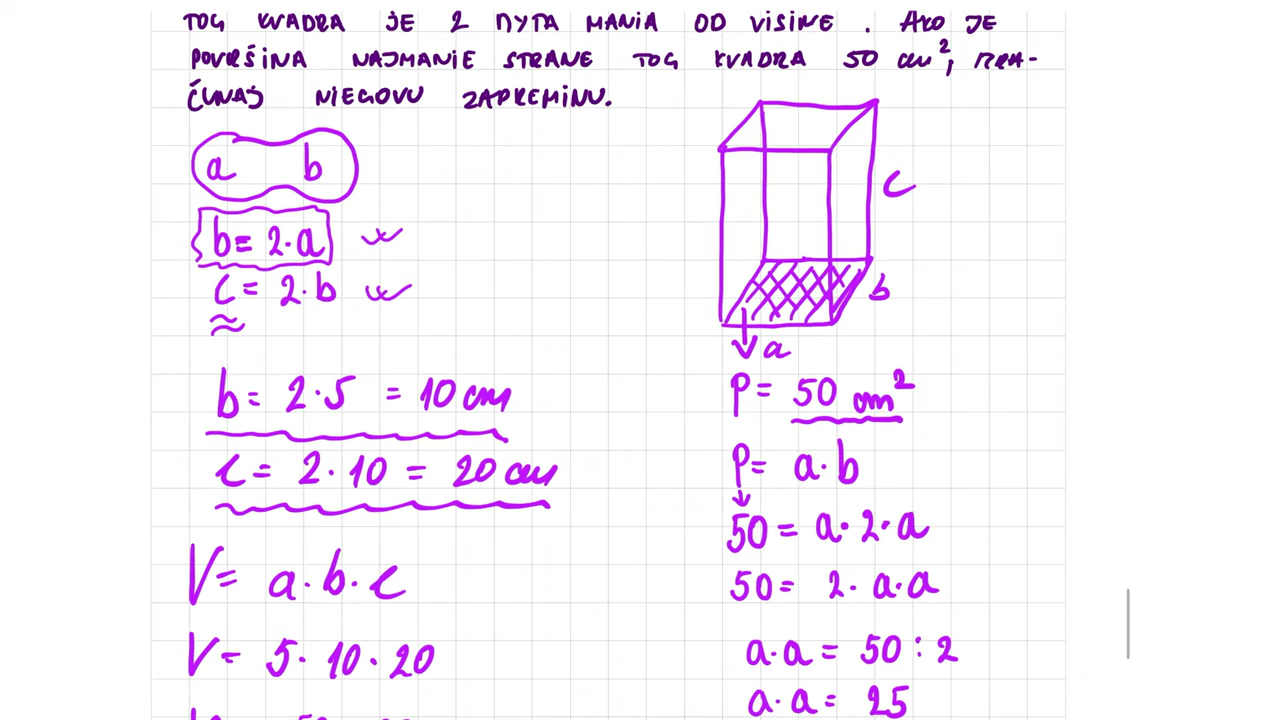 TOG KVADRA JE 2 PUTA MANJA OD VISINE . AKO JE
POVRŠINA NAJMANJE STRANE TOG KVADRA 50 cm², IZRA-
ČUNAJ NJEGOVU ZAPREMINU.
a b
b = 2·a
c = 2·b
≈
b = 2·5 = 10 cm
c = 2·10 = 20 cm
V = a·b·c
V = 5·10·20
c
b
a
P = 50 cm²
P = a·b
50 = a·2·a
50 = 2·a·a
a·a = 50 : 2
a·a = 25